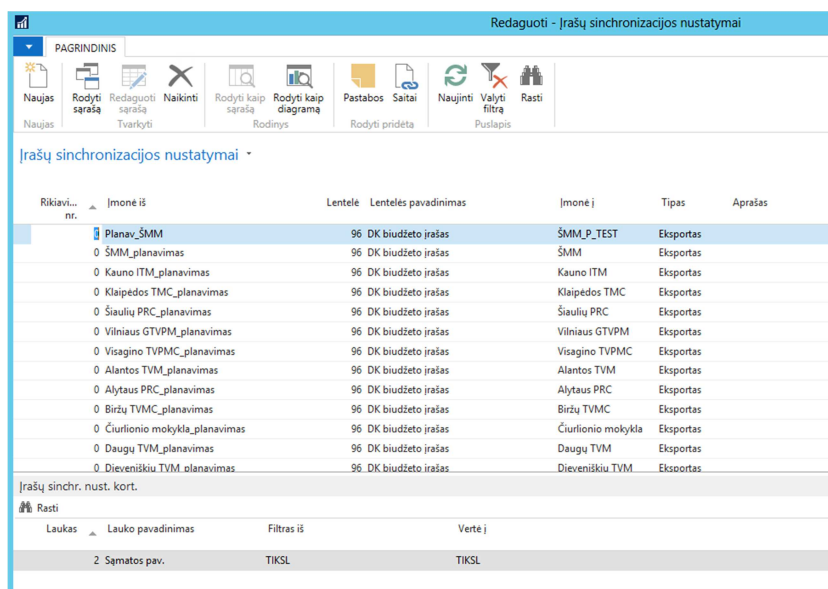 Redaguoti - Įrašų sinchronizacijos nustatymai
PAGRINDINIS
Naujas Rodyti sąrašą Redaguoti sąrašą Naikinti Rodyti kaip sąrašą Rodyti kaip diagramą Pastabos Saitai Naujinti Valyti filtrą Rasti
Naujas Tvarkyti Rodinys Rodyti pridėta Puslapis
Įrašų sinchronizacijos nustatymai
Rikiavi... nr. Įmonė iš Lentelė Lentelės pavadinimas Įmonė į Tipas Aprašas
0 Planav_ŠMM 96 DK biudžeto įrašas ŠMM_P_TEST Eksportas
0 ŠMM_planavimas 96 DK biudžeto įrašas ŠMM Eksportas
0 Kauno ITM_planavimas 96 DK biudžeto įrašas Kauno ITM Eksportas
0 Klaipėdos TMC_planavimas 96 DK biudžeto įrašas Klaipėdos TMC Eksportas
0 Šiaulių PRC_planavimas 96 DK biudžeto įrašas Šiaulių PRC Eksportas
0 Vilniaus GTVPM_planavimas 96 DK biudžeto įrašas Vilniaus GTVPM Eksportas
0 Visagino TVPMC_planavimas 96 DK biudžeto įrašas Visagino TVPMC Eksportas
0 Alantos TVM_planavimas 96 DK biudžeto įrašas Alantos TVM Eksportas
0 Alytaus PRC_planavimas 96 DK biudžeto įrašas Alytaus PRC Eksportas
0 Biržų TVMC_planavimas 96 DK biudžeto įrašas Biržų TVMC Eksportas
0 Čiurlionio mokykla_planavimas 96 DK biudžeto įrašas Čiurlionio mokykla Eksportas
0 Daugų TVM_planavimas 96 DK biudžeto įrašas Daugų TVM Eksportas
0 Dieveniškių TVM_planavimas 96 DK biudžeto įrašas Dieveniškių TVM Eksportas
Įrašų sinchr. nust. kort.
Rasti
Laukas Lauko pavadinimas Filtras iš Vertė į
2 Sąmatos pav. TIKSL TIKSL